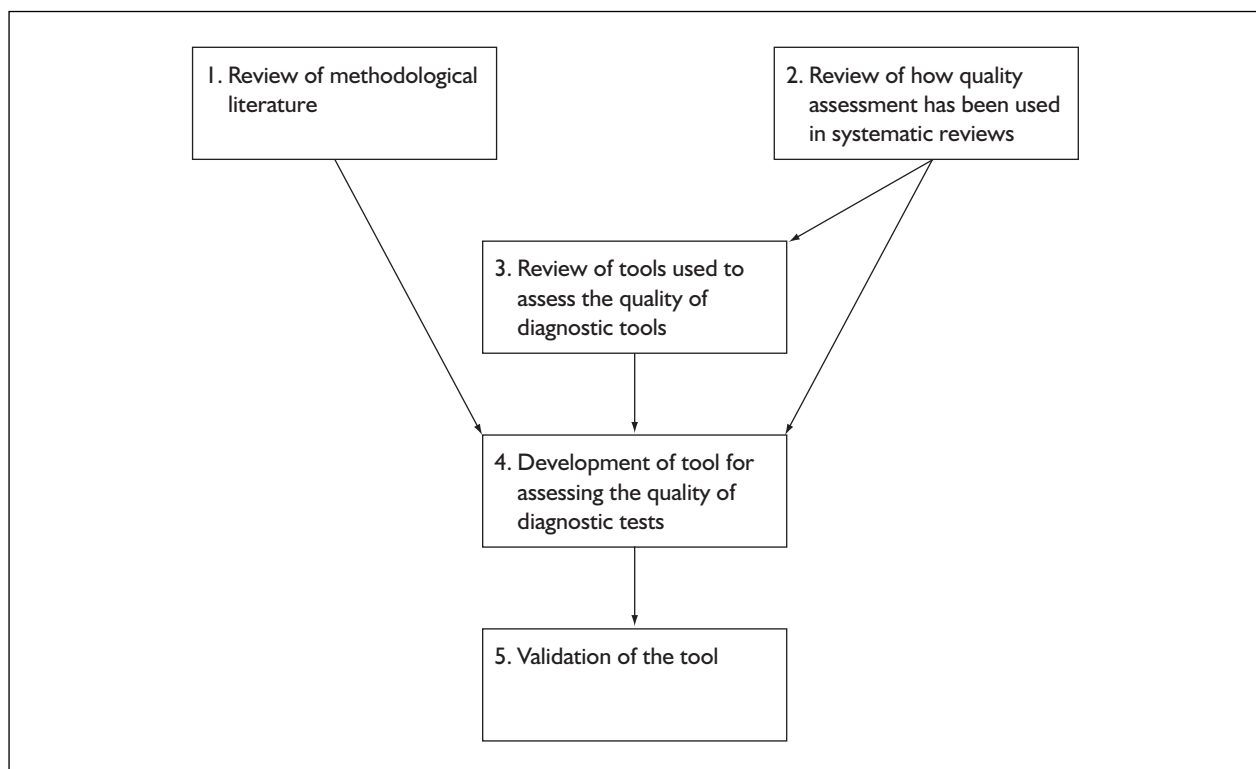 1. Review of methodological
literature
2. Review of how quality
assessment has been used
in systematic reviews
3. Review of tools used to
assess the quality of
diagnostic tools
4. Development of tool for
assessing the quality of
diagnostic tests
5. Validation of the tool